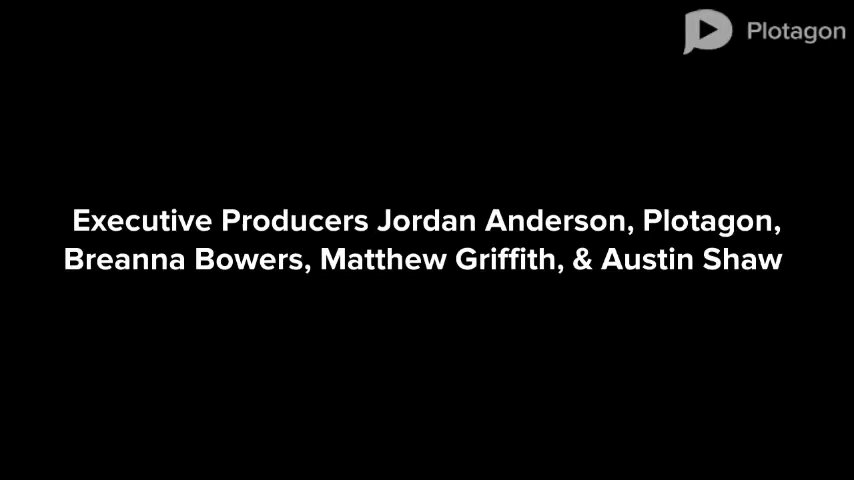 Plotagon
Executive Producers Jordan Anderson, Plotagon,
Breanna Bowers, Matthew Griffith, & Austin Shaw